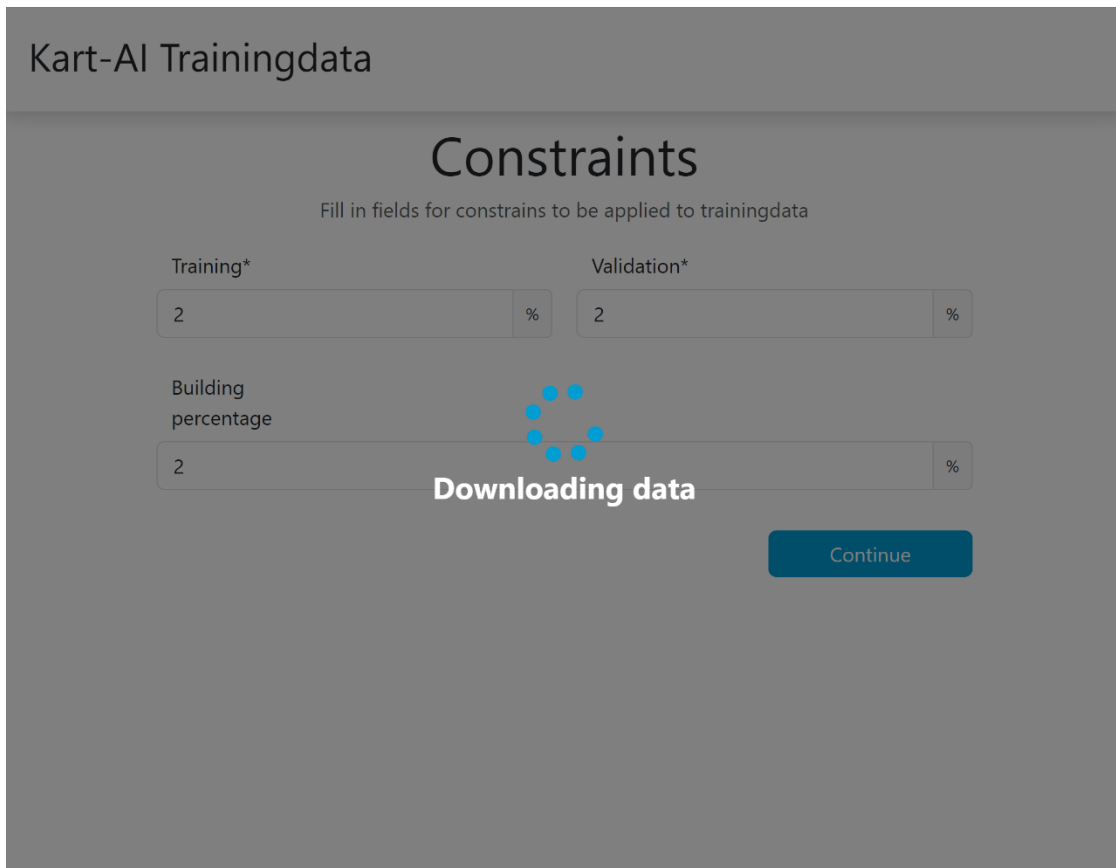 Kart-AI Trainingdata
Constraints
Fill in fields for constrains to be applied to trainingdata
Training*
Validation*
2 %
2 %
Building
percentage
2 %
Downloading data
Continue